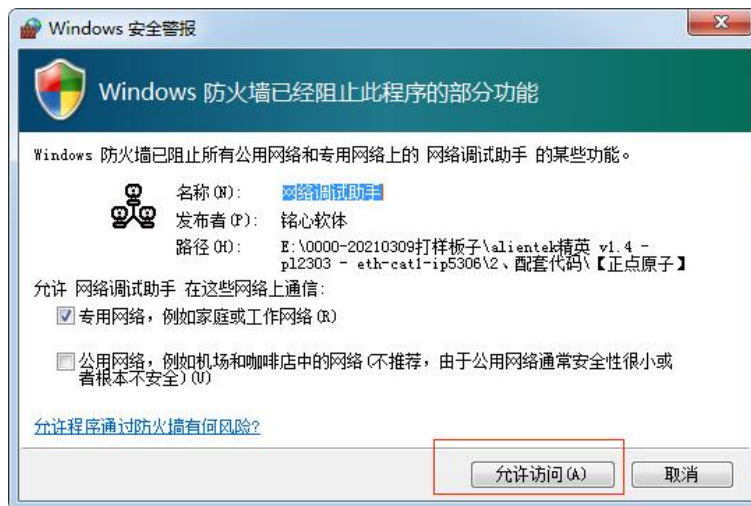 Windows 安全警报
Windows 防火墙已经阻止此程序的部分功能
Windows 防火墙已阻止所有公用网络和专用网络上的 网络调试助手 的某些功能。
名称(N): 网络调试助手
发布者(P): 铭心软体
路径(H): E:\0000-20210309打样板子\alientek精英 v1.4 -
pl2303 - eth-cat1-ip5306\2、配套代码\【正点原子】
允许 网络调试助手 在这些网络上通信:
专用网络，例如家庭或工作网络(R)
公用网络，例如机场和咖啡店中的网络(不推荐，由于公用网络通常安全性很小或
者根本不安全)(U)
允许程序通过防火墙有何风险?
允许访问(A) 取消